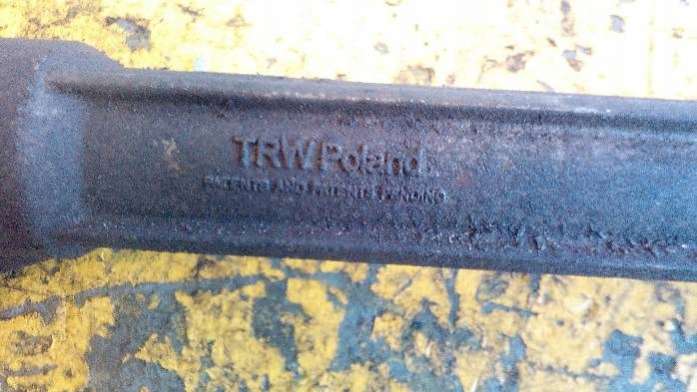 TRW Poland
PATENTS AND PATENTS PENDING